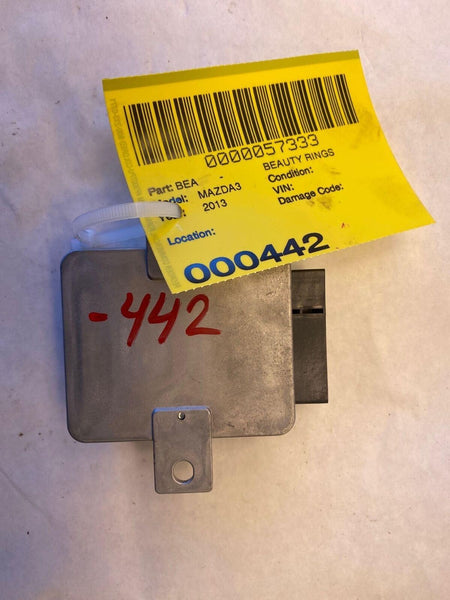 0000057333
Part: BEA - BEAUTY RINGS
Model: MAZDA3 Condition:
2013 VIN:
Damage Code:
Location:
000442
-442